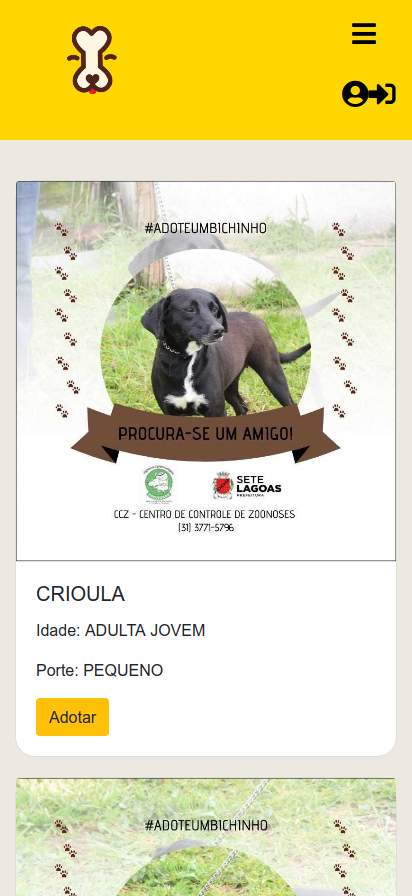 #ADOTEUMBICHINHO
PROCURA-SE UM AMIGO!
SETE
LAGOAS
PREFEITURA
CCZ - CENTRO DE CONTROLE DE ZOONOSES
(31) 3771-5796
CRIOULA
Idade: ADULTA JOVEM
Porte: PEQUENO
Adotar
#ADOTEUMBICHINHO